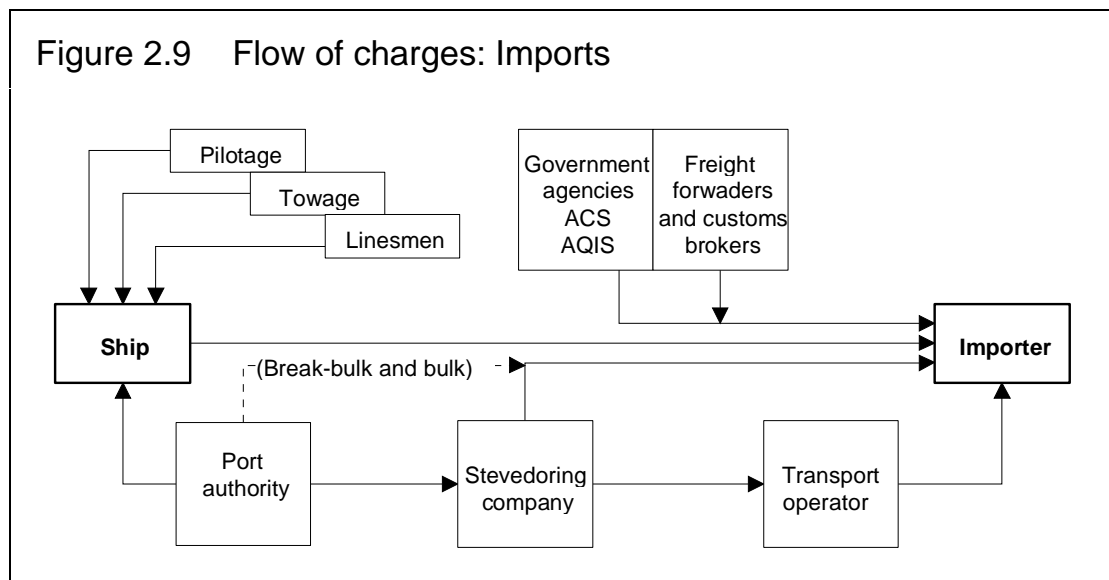 Figure 2.9 Flow of charges: Imports
Pilotage
Towage
Linesmen
Government
agencies
ACS
AQIS
Freight
forwaders
and customs
brokers
Ship
Importer
(Break-bulk and bulk)
Port
authority
Stevedoring
company
Transport
operator